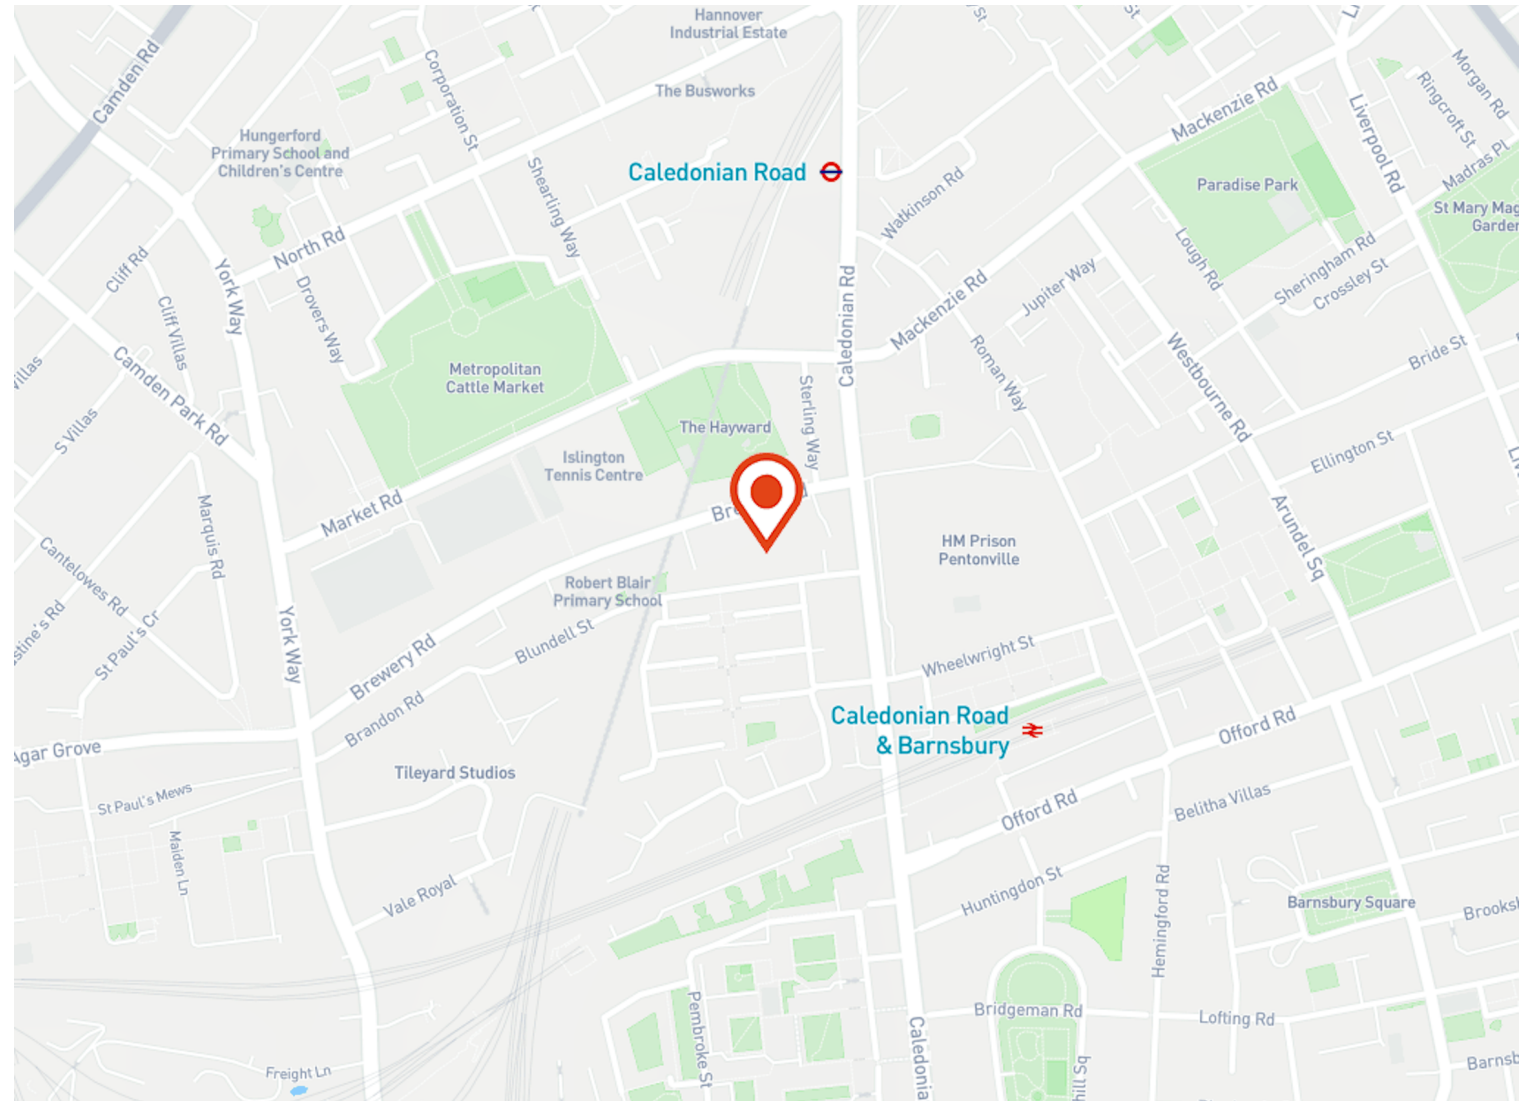 Hannover
Industrial Estate
St
St
Camden Rd
Corporation St
The Busworks
Mackenzie Rd
Morgan Rd
Ringcroft St
Liverpool Rd
Hungerford
Primary School and
Children's Centre
Shearling Way
Caledonian Road
Watkinson Rd
Paradise Park
Madras Pl
St Mary Mag
Garden
North Rd
Cliff Rd
York Way
Drovers Way
Cliff Villas
Lough Rd
Sheringham Rd
Crossley St
Jupiter Way
Caledonian Rd
Mackenzie Rd
Roman Way
Westbourne Rd
Bride St
Camden Park Rd
Metropolitan
Cattle Market
Sterling Way
S Villas
The Hayward
Islington
Tennis Centre
Ellington St
Market Rd
Marquis Rd
Arundel Sq
HM Prison
Pentonville
Cantelowes Rd
Robert Blair
Primary School
St Paul's Cr
York Way
Brewery Rd
Blundell St
Wheelwright St
Brandon Rd
Caledonian Road
& Barnsbury
Offord Rd
Agar Grove
Tileyard Studios
St Paul's Mews
Maiden Ln
Offord Rd
Belitha Villas
Vale Royal
Huntingdon St
Hemingford Rd
Barnsbury Square
Pembroke St
Bridgeman Rd
Lofting Rd
Caledonia
Freight Ln